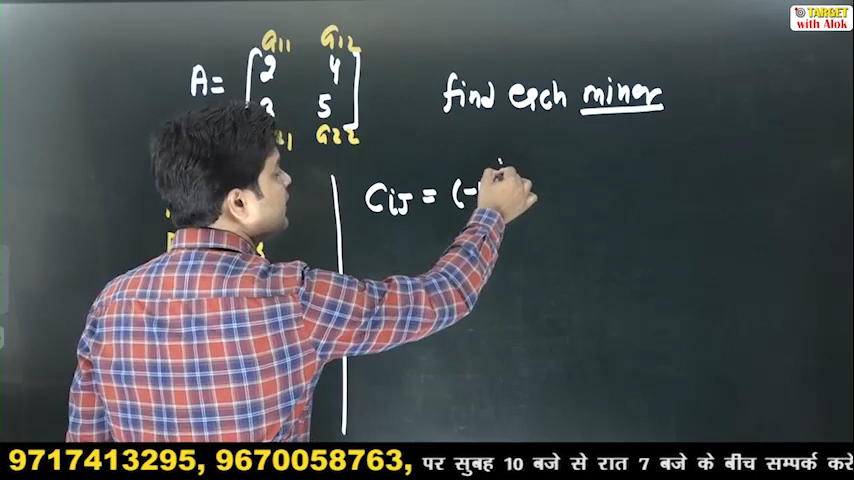 TARGET
with Alok
a11 a12
A = 2 4
5
a22
find each minor
Cij = (-
9717413295, 9670058763, पर सुबह 10 बजे से रात 7 बजे के बीच सम्पर्क करे